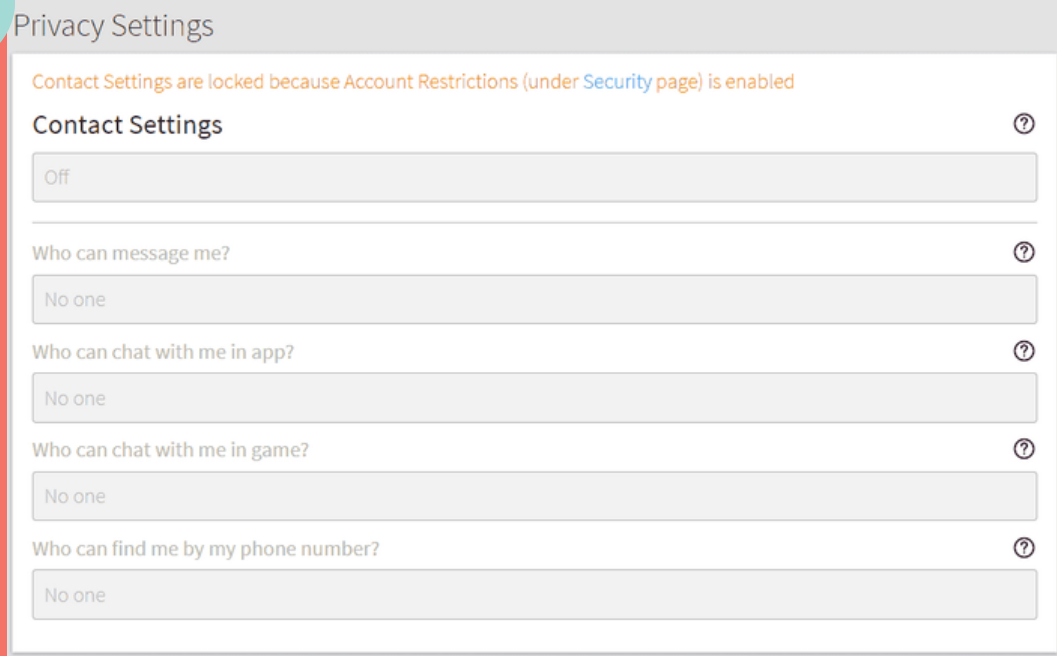 Privacy Settings
Contact Settings are locked because Account Restrictions (under Security page) is enabled
Contact Settings
Off
Who can message me?
No one
Who can chat with me in app?
No one
Who can chat with me in game?
No one
Who can find me by my phone number?
No one